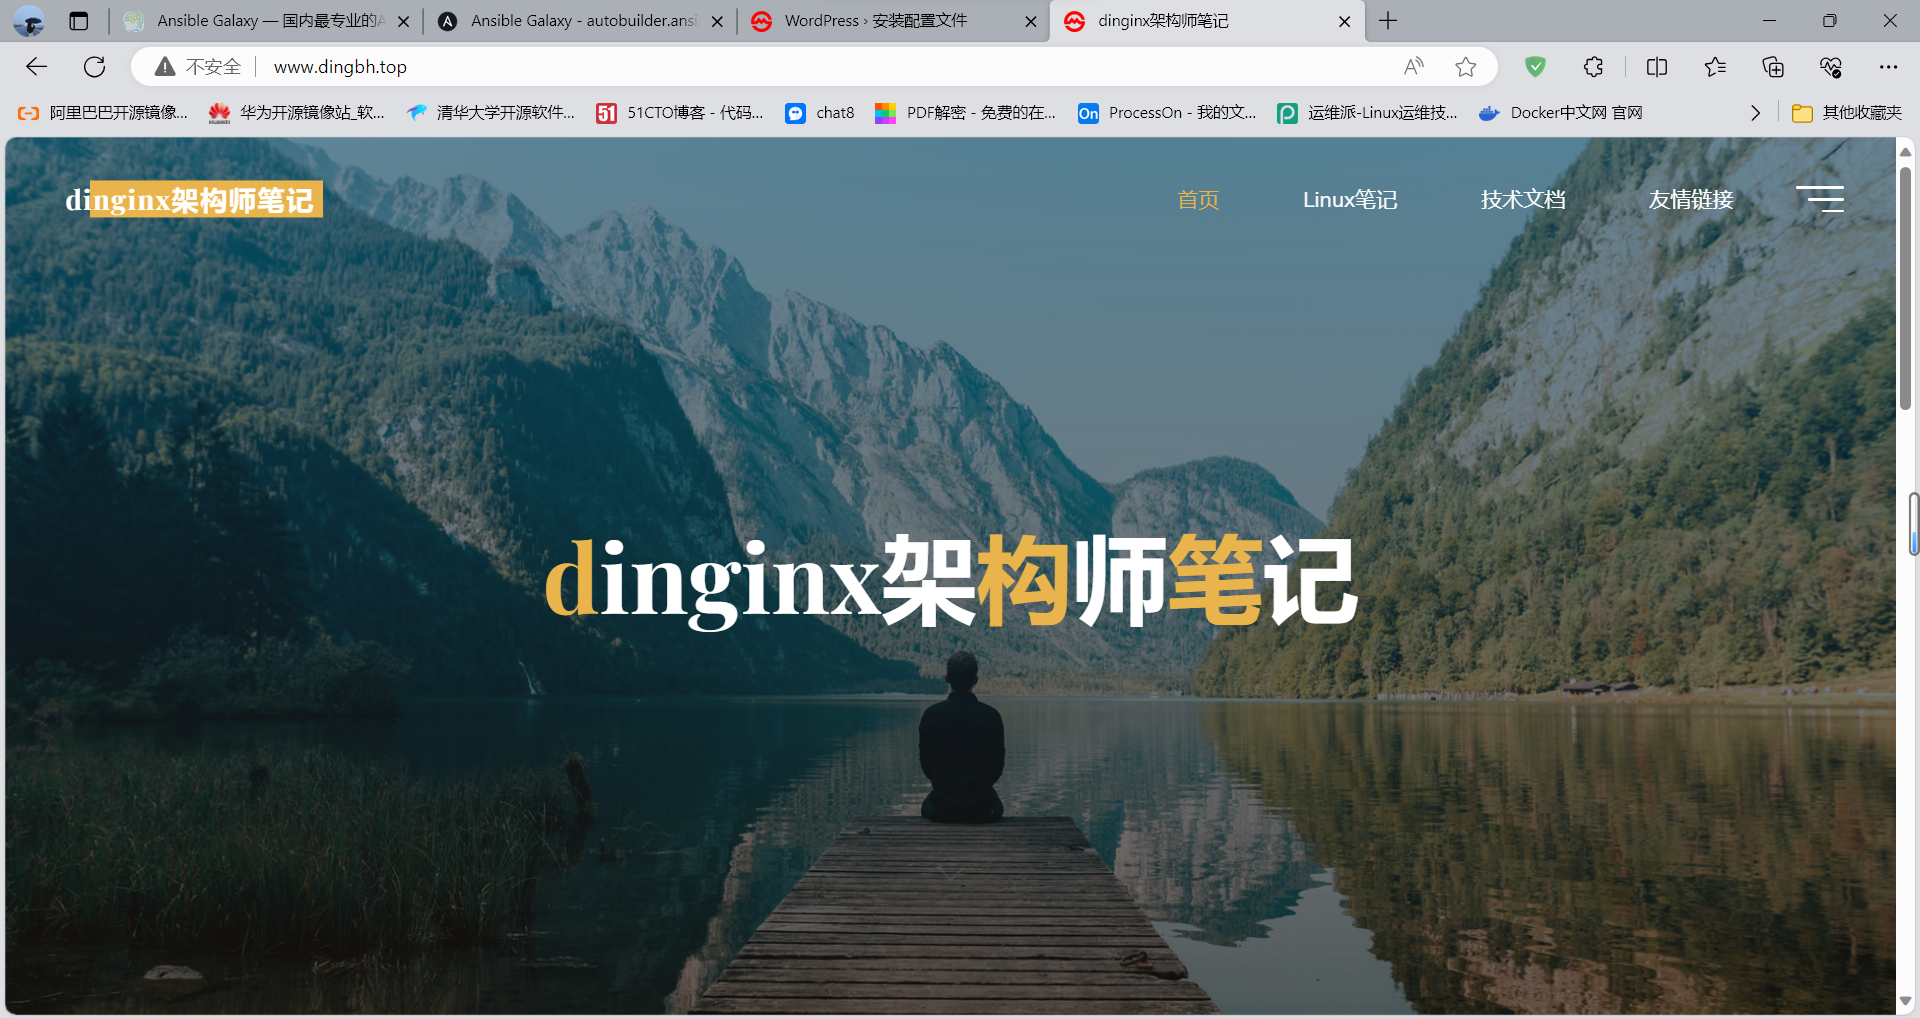 Ansible Galaxy — 国内最专业的A
Ansible Galaxy - autobuilder.ansi
WordPress › 安装配置文件
dinginx架构师笔记
不安全
www.dingbh.top
阿里巴巴开源镜像...
华为开源镜像站_软...
清华大学开源软件...
51CTO博客 - 代码...
chat8
PDF解密 - 免费的在...
ProcessOn - 我的文...
运维派-Linux运维技...
Docker中文网 官网
其他收藏夹
dinginx架构师笔记
首页
Linux笔记
技术文档
友情链接
dinginx架构师笔记